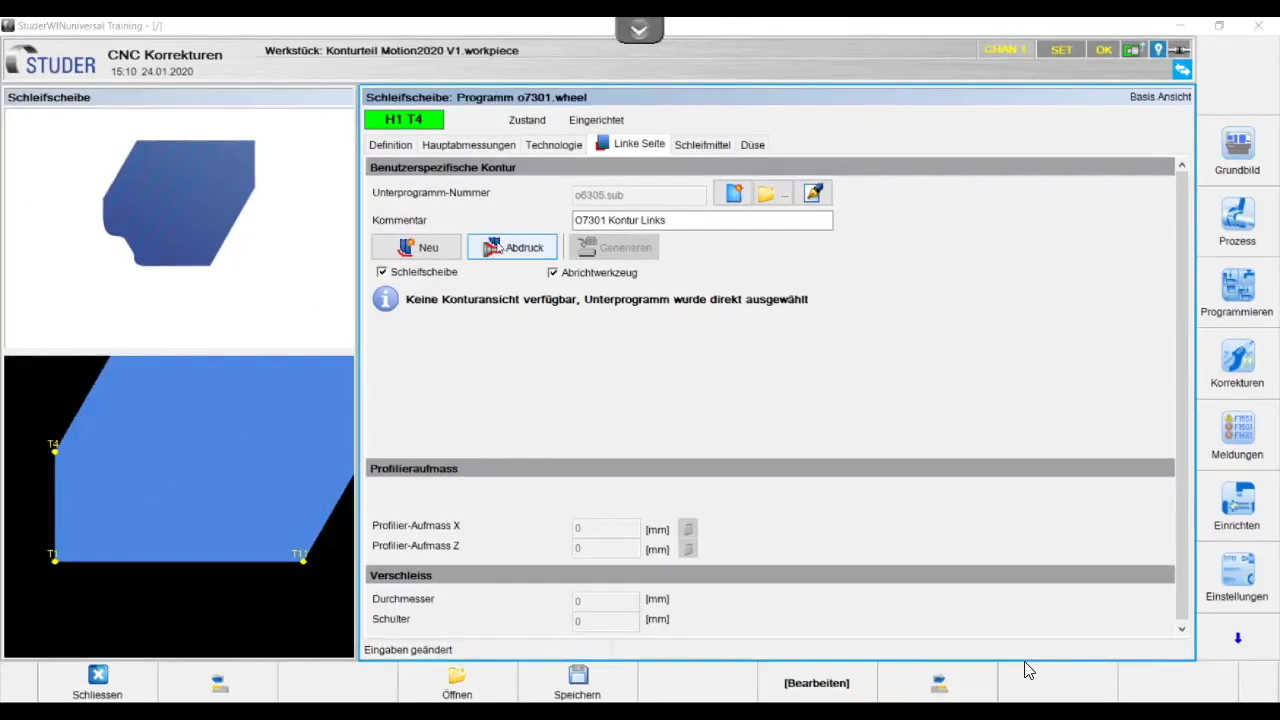 StuderWINuniversal Training - [/]
STUDER
CNC Korrekturen
15:10 24.01.2020
Werkstück: Konturteil Motion2020 V1.workpiece
CHAN 1
SET
OK
Schleifscheibe
Schleifscheibe: Programm o7301.wheel
Basis Ansicht
H1 T4
Zustand
Eingerichtet
Definition
Hauptabmessungen
Technologie
Linke Seite
Schleifmittel
Düse
Benutzerspezifische Kontur
Unterprogramm-Nummer
o6305.sub
...
Kommentar
O7301 Kontur Links
Neu
Abdruck
Generieren
Schleifscheibe
Abrichtwerkzeug
Keine Konturansicht verfügbar, Unterprogramm wurde direkt ausgewählt
T4
T1
T11
Profilieraufmass
Profilier-Aufmass X
0
[mm]
Profilier-Aufmass Z
0
[mm]
Verschleiss
Durchmesser
0
[mm]
Schulter
0
[mm]
Eingaben geändert
Grundbild
Prozess
Programmieren
Korrekturen
F1551
F1601
F1681
Meldungen
Einrichten
Einstellungen
Schliessen
Öffnen
Speichern
[Bearbeiten]